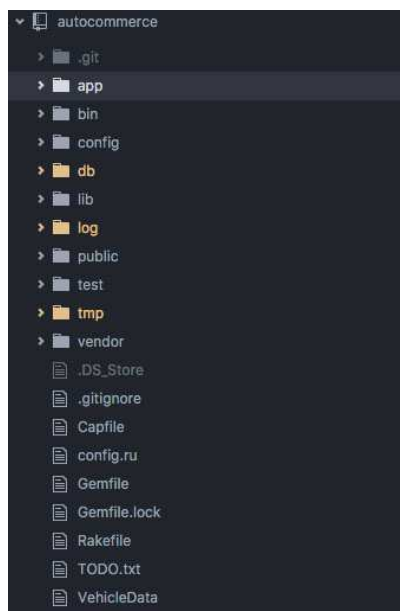 autocommerce
.git
app
bin
config
db
lib
log
public
test
tmp
vendor
.DS_Store
.gitignore
Capfile
config.ru
Gemfile
Gemfile.lock
Rakefile
TODO.txt
VehicleData